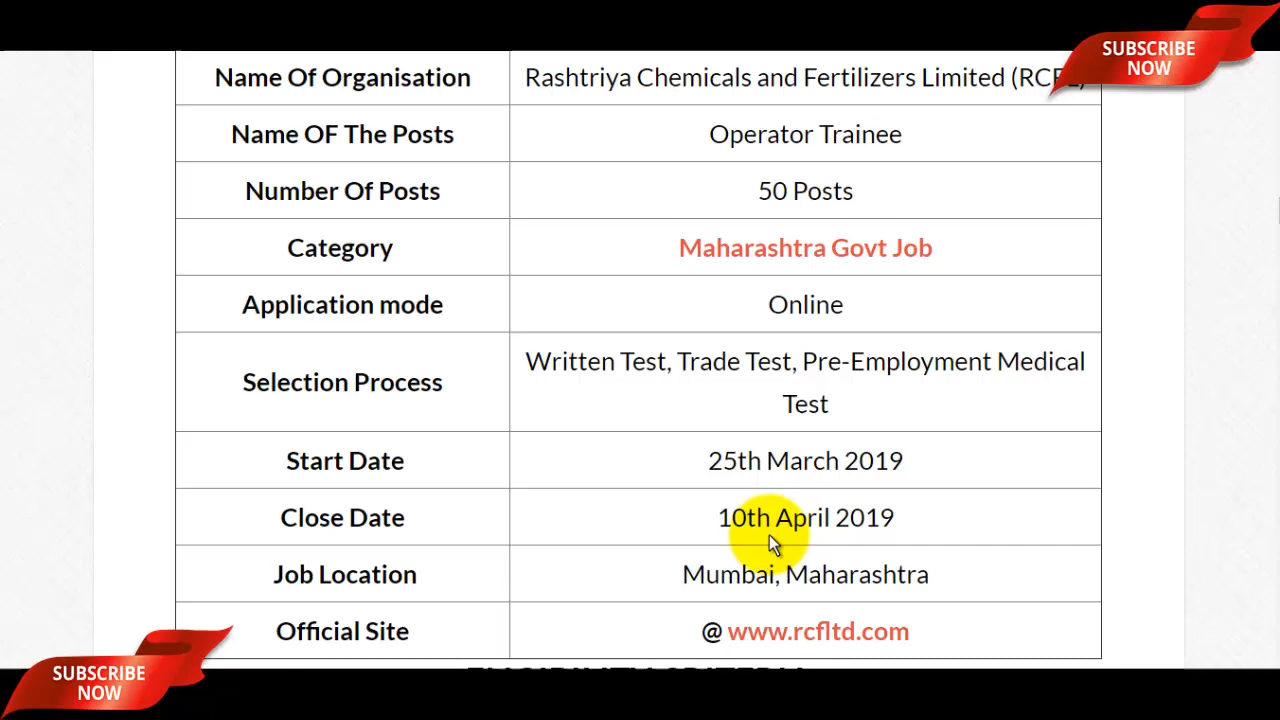 SUBSCRIBE
NOW
Name Of Organisation Rashtriya Chemicals and Fertilizers Limited
Name OF The Posts Operator Trainee
Number Of Posts 50 Posts
Category Maharashtra Govt Job
Application mode Online
Selection Process Written Test, Trade Test, Pre-Employment Medical
Test
Start Date 25th March 2019
Close Date 10th April 2019
Job Location Mumbai, Maharashtra
Official Site @ www.rcfltd.com
SUBSCRIBE
NOW